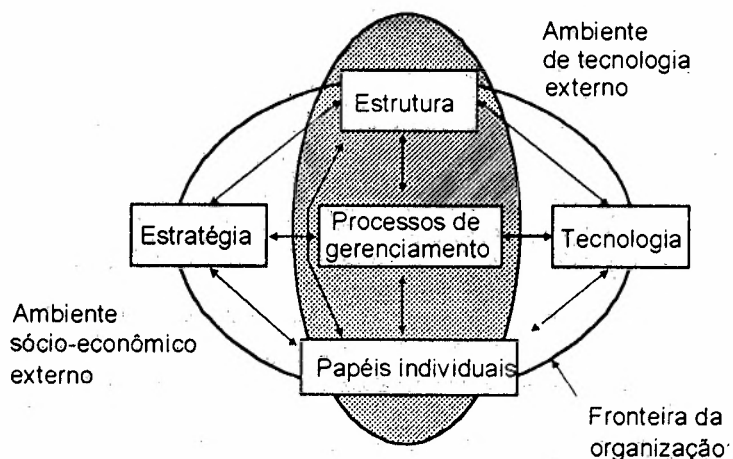 Ambiente
de tecnologia
externo
Estrutura
Estratégia
Processos de
gerenciamento
Tecnologia
Ambiente
sócio-econômico
externo
Papéis individuais
Fronteira da
organização